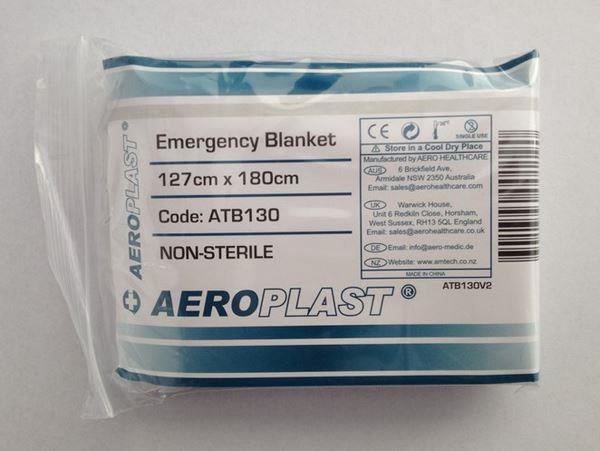 AEROPLAST ®
Emergency Blanket
127cm x 180cm
Code: ATB130
NON-STERILE
AEROPLAST ®
CE
SINGLE USE
Store in a Cool Dry Place
Manufactured by AERO HEALTHCARE
AUS 6 Brickfield Ave,
Armidale NSW 2350 Australia
Email: sales@aerohealthcare.com
UK Warwick House,
Unit 6 Redkiln Close, Horsham,
West Sussex, RH13 5QL England
Email: sales@aerohealthcare.co.uk
DE Email: info@aero-medic.de
NZ Website: www.amtech.co.nz
MADE IN CHINA
ATB130V2